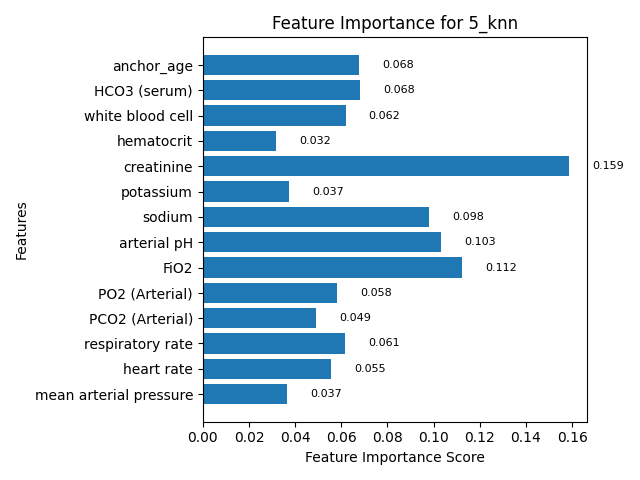 Feature Importance for 5_knn
Features
anchor_age 0.068
HCO3 (serum) 0.068
white blood cell 0.062
hematocrit 0.032
creatinine 0.159
potassium 0.037
sodium 0.098
arterial pH 0.103
FiO2 0.112
PO2 (Arterial) 0.058
PCO2 (Arterial) 0.049
respiratory rate 0.061
heart rate 0.055
mean arterial pressure 0.037
0.00 0.02 0.04 0.06 0.08 0.10 0.12 0.14 0.16
Feature Importance Score